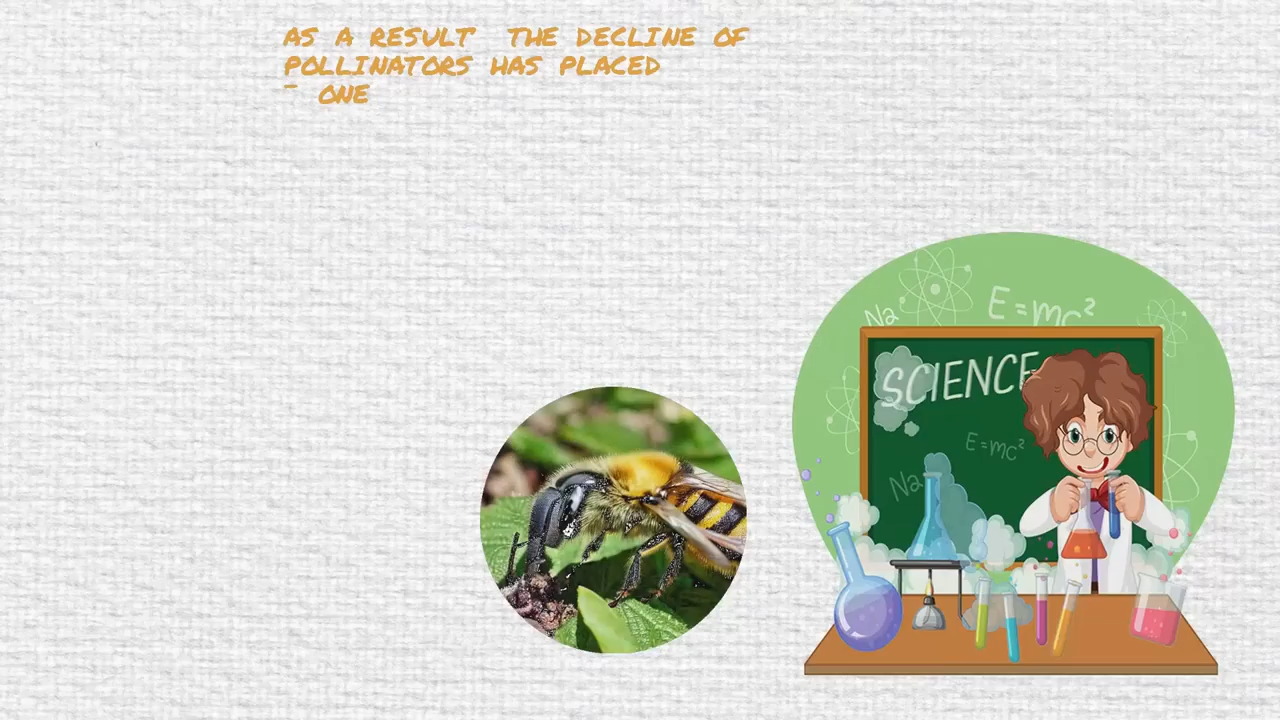 AS A RESULT THE DECLINE OF
POLLINATORS HAS PLACED
- ONE
E=mc²
Na
SCIENCE
E=mc²
Na